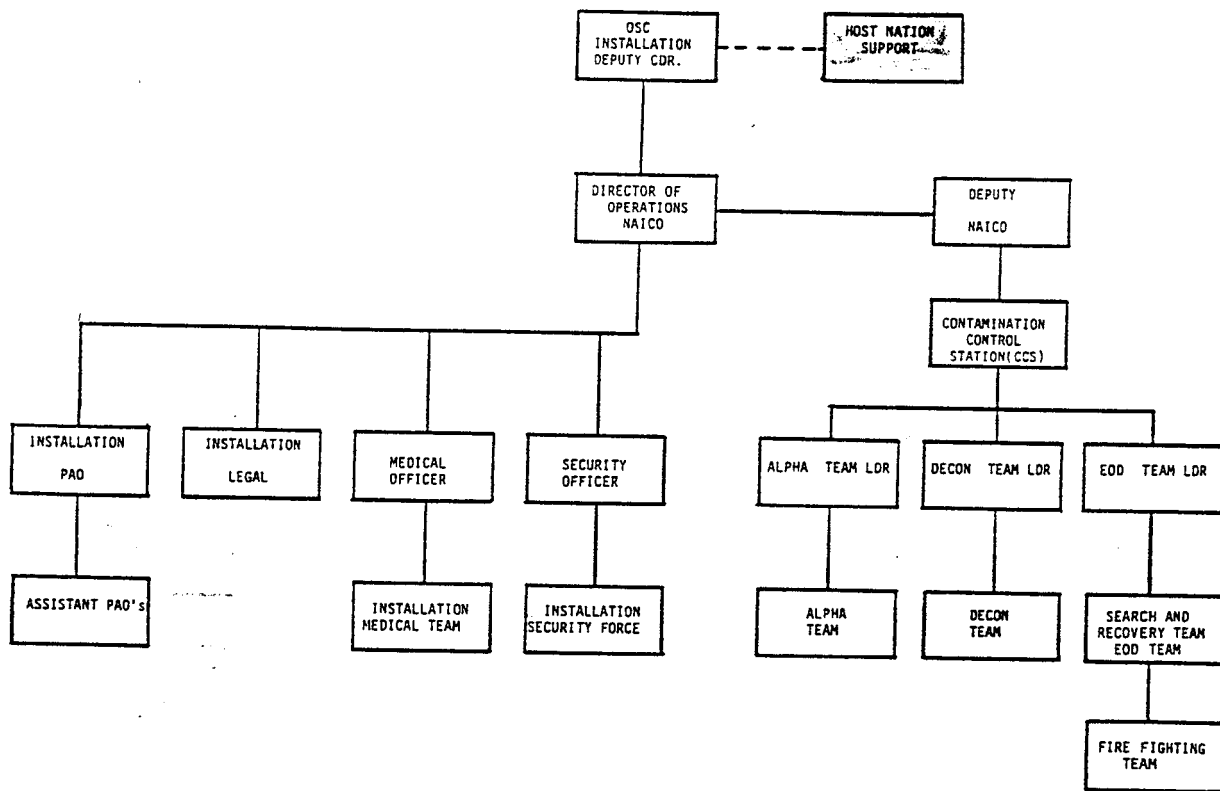 OSC
INSTALLATION
DEPUTY CDR.
HOST NATION
SUPPORT
DIRECTOR OF
OPERATIONS
NAICO
DEPUTY
NAICO
CONTAMINATION
CONTROL
STATION(CCS)
INSTALLATION
PAO
INSTALLATION
LEGAL
MEDICAL
OFFICER
SECURITY
OFFICER
ALPHA TEAM LDR
DECON TEAM LDR
EOD TEAM LDR
ASSISTANT PAO's
INSTALLATION
MEDICAL TEAM
INSTALLATION
SECURITY FORCE
ALPHA
TEAM
DECON
TEAM
SEARCH AND
RECOVERY TEAM
EOD TEAM
FIRE FIGHTING
TEAM